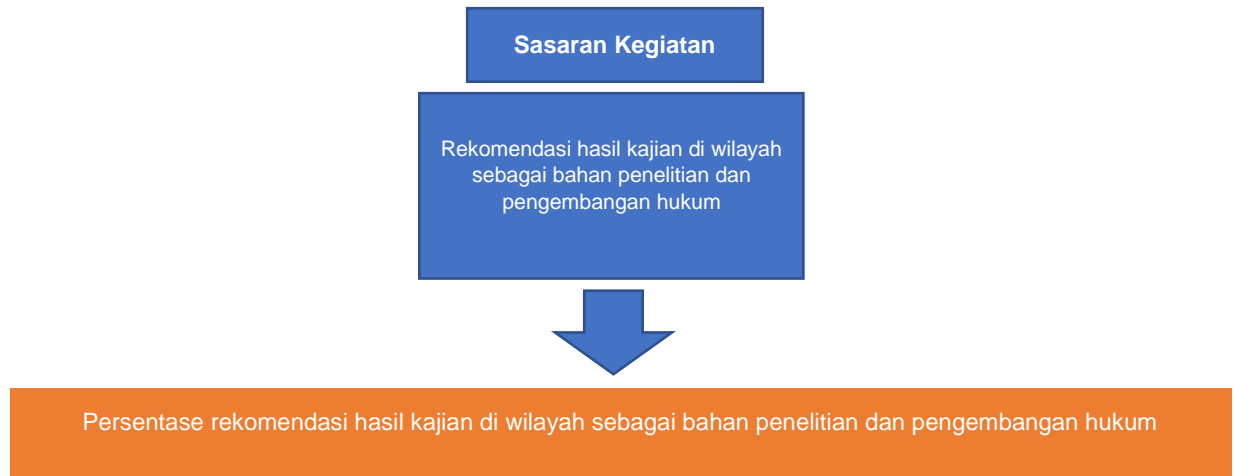 Sasaran Kegiatan
Rekomendasi hasil kajian di wilayah
sebagai bahan penelitian dan
pengembangan hukum
Persentase rekomendasi hasil kajian di wilayah sebagai bahan penelitian dan pengembangan hukum